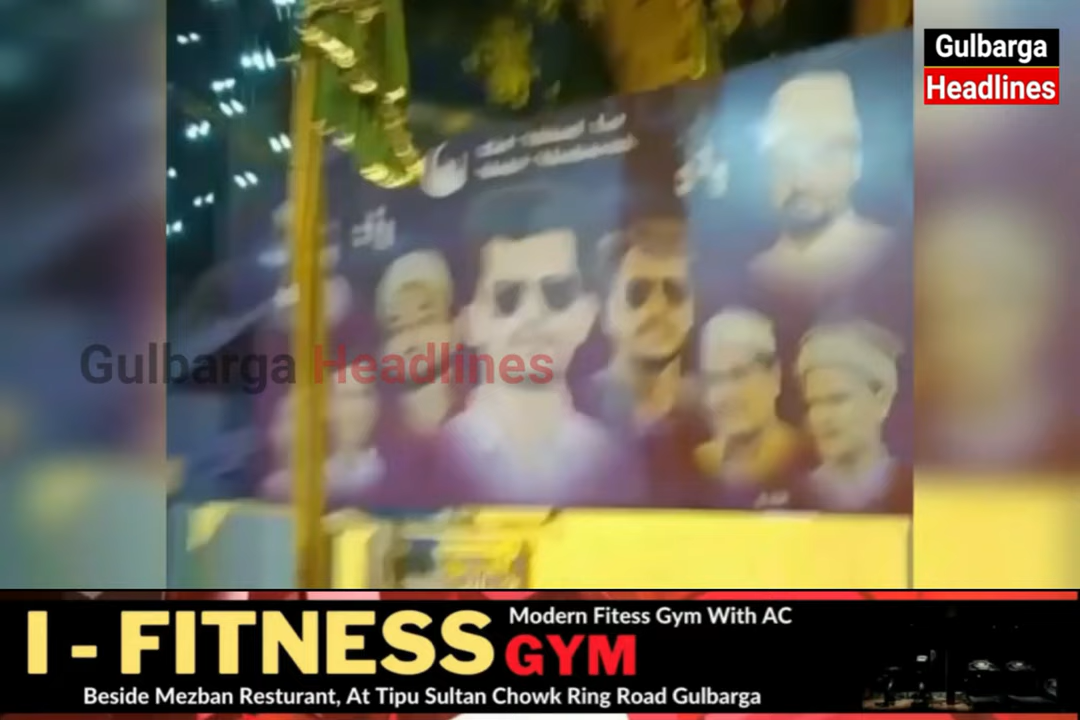 Gulbarga
Headlines
Gulbarga Headlines
I - FITNESS GYM
Modern Fitess Gym With AC
Beside Mezban Resturant, At Tipu Sultan Chowk Ring Road Gulbarga